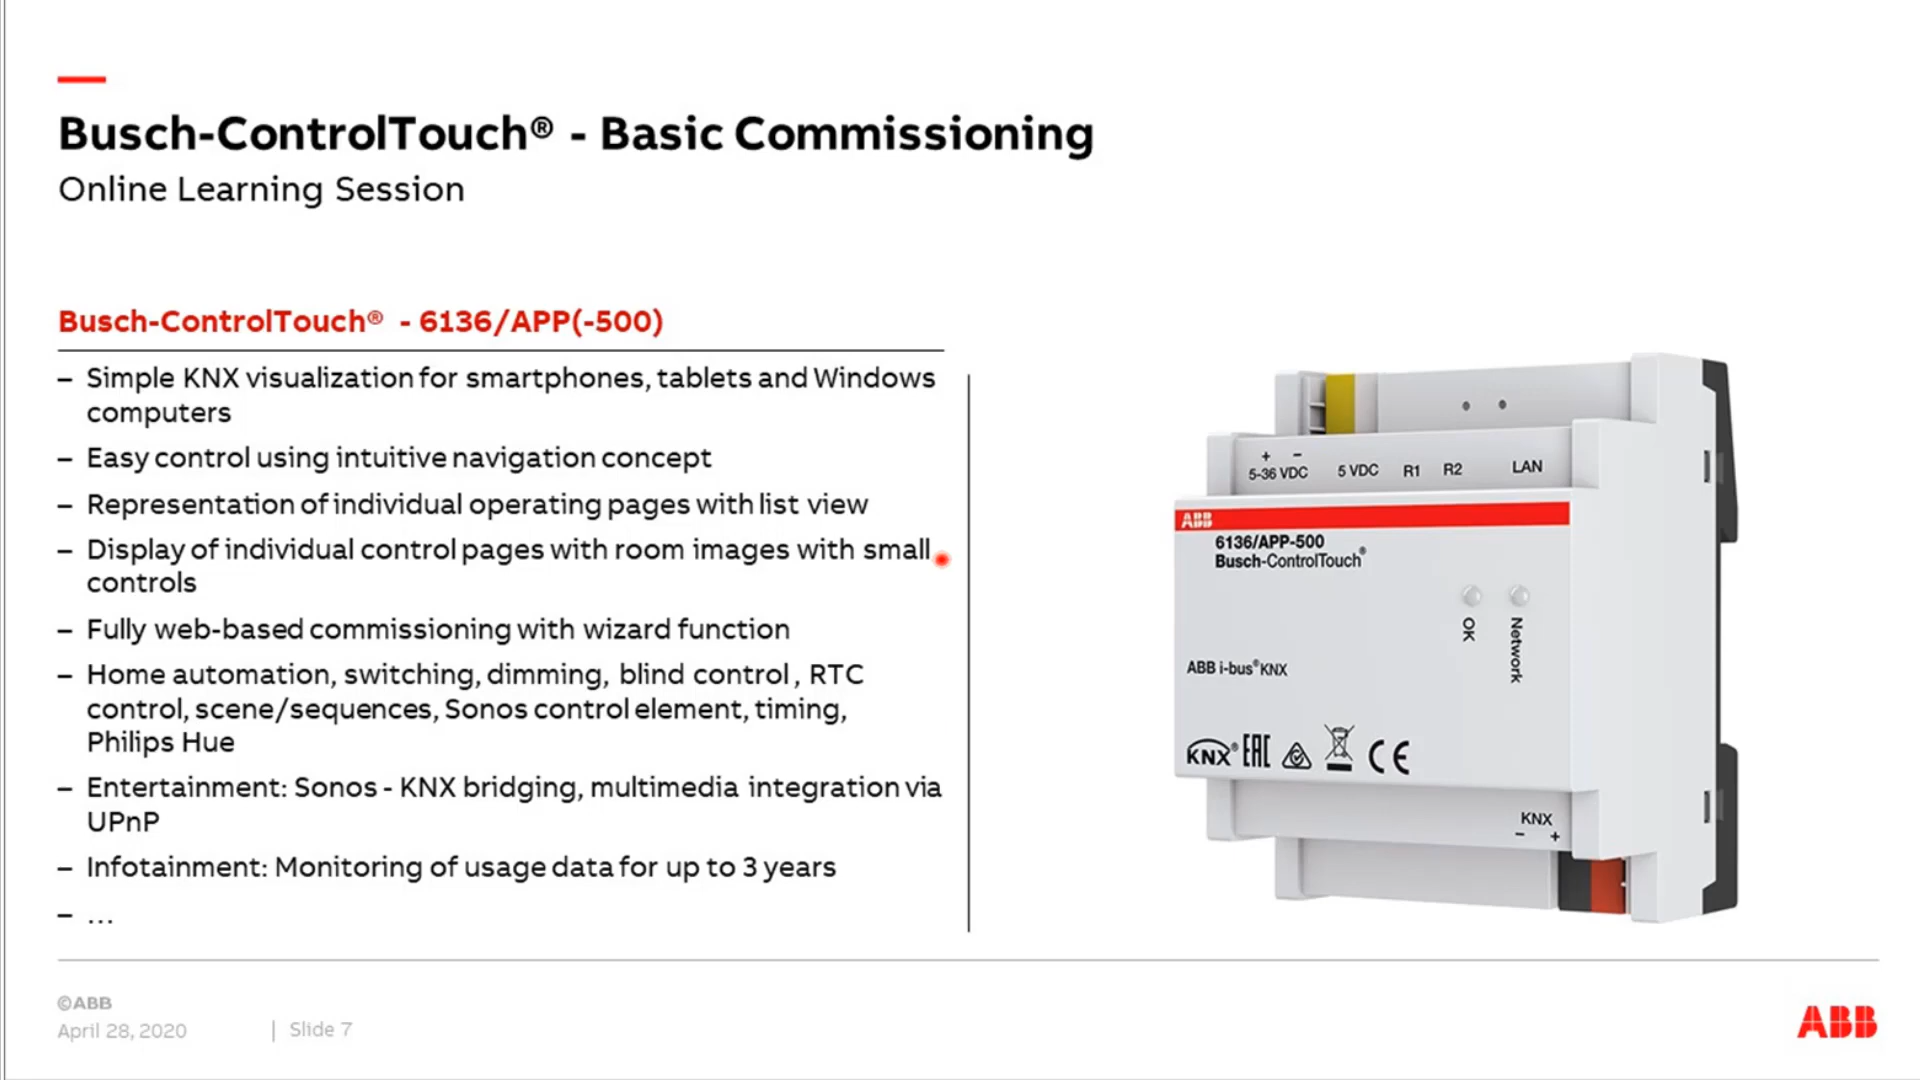 Busch-ControlTouch® - Basic Commissioning
Online Learning Session
Busch-ControlTouch® - 6136/APP(-500)
– Simple KNX visualization for smartphones, tablets and Windows
computers
– Easy control using intuitive navigation concept
– Representation of individual operating pages with list view
– Display of individual control pages with room images with small
controls
– Fully web-based commissioning with wizard function
– Home automation, switching, dimming, blind control, RTC
control, scene/sequences, Sonos control element, timing,
Philips Hue
– Entertainment: Sonos - KNX bridging, multimedia integration via
UPnP
– Infotainment: Monitoring of usage data for up to 3 years
– ...
+ –
5-36 VDC 5 VDC R1 R2 LAN
ABB
6136/APP-500
Busch-ControlTouch®
OK
Network
ABB i-bus® KNX
KNX® EAC CE
KNX
– +
©ABB
April 28, 2020 | Slide 7
ABB